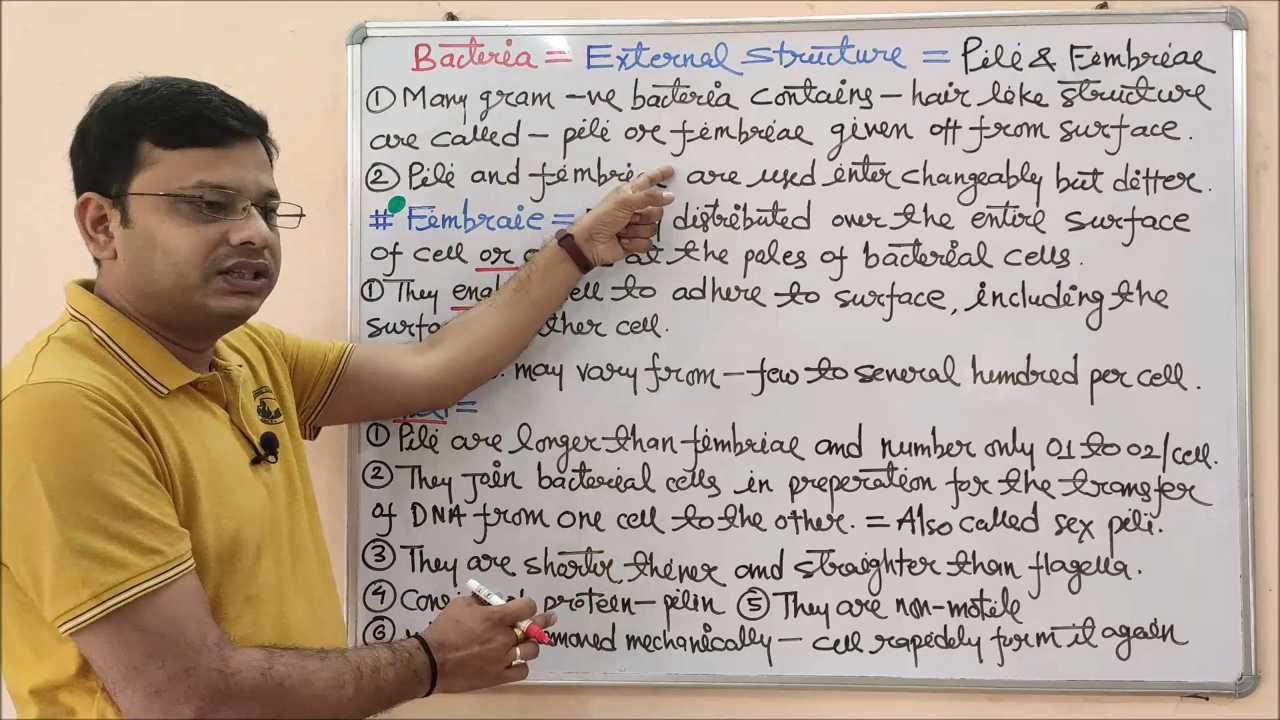 Bacteria = External structure = Pili & Fimbriae
① Many gram -ve bacteria contains - hair like structure
are called - pili or fimbriae given off from surface.
② Pili and fimbri are used interchangeably but differ.
# Fimbraie = distributed over the entire surface
of cell or at the poles of bacterial cells.
① They cell to adhere to surface, including the
other cell.
may vary from - few to several hundred per cell.
=
① Pili are longer than fimbriae and number only 01 to 02/cell.
② They join bacterial cells in preperation for the transfer
of DNA from one cell to the other. = Also called sex pili.
③ They are shorter thiner and straighter than flagella.
④ protein - pilin ⑤ They are non-motile
⑥ mechanically - cell rapidely form it again